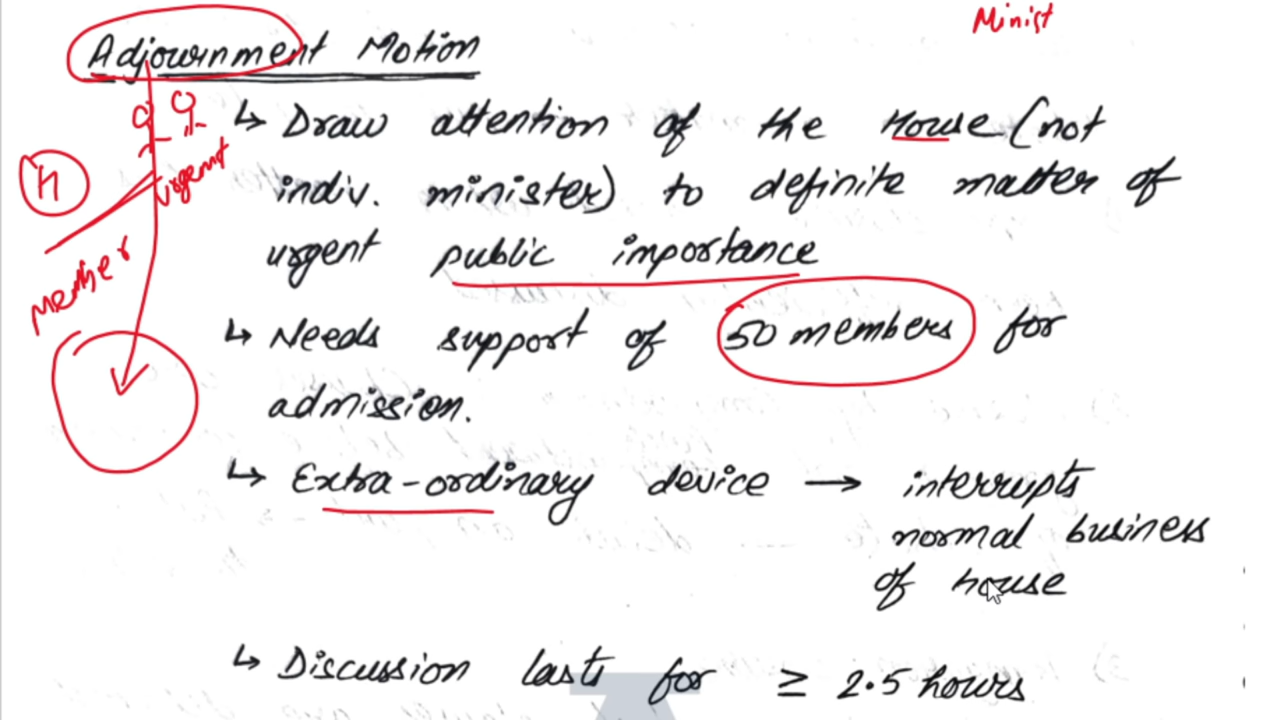 Minist
Adjournment Motion
↳ Draw attention of the House (not
indiv. minister) to definite matter of
urgent public importance
urgent
H
member
↳ Needs support of 50 members for
admission.
↳ Extra-ordinary device → interrupts
normal business
of house
↳ Discussion lasts for ≥ 2.5 hours